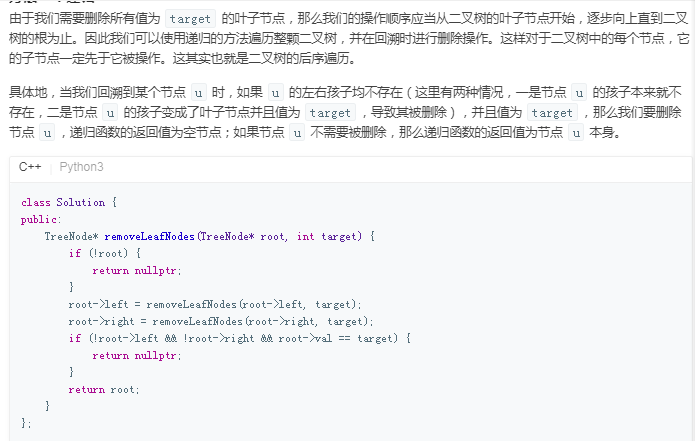 由于我们需要删除所有值为 target 的叶子节点，那么我们的操作顺序应当从二叉树的叶子节点开始，逐步向上直到二叉
树的根为止。因此我们可以使用递归的方法遍历整颗二叉树，并在回溯时进行删除操作。这样对于二叉树中的每个节点，它
的子节点一定先于它被操作。这其实也就是二叉树的后序遍历。
具体地，当我们回溯到某个节点 u 时，如果 u 的左右孩子均不存在（这里有两种情况，一是节点 u 的孩子本来就不
存在，二是节点 u 的孩子变成了叶子节点并且值为 target ，导致其被删除），并且值为 target ，那么我们要删除
节点 u ，递归函数的返回值为空节点；如果节点 u 不需要被删除，那么递归函数的返回值为节点 u 本身。
C++ Python3
class Solution {
public:
    TreeNode* removeLeafNodes(TreeNode* root, int target) {
        if (!root) {
            return nullptr;
        }
        root->left = removeLeafNodes(root->left, target);
        root->right = removeLeafNodes(root->right, target);
        if (!root->left && !root->right && root->val == target) {
            return nullptr;
        }
        return root;
    }
};